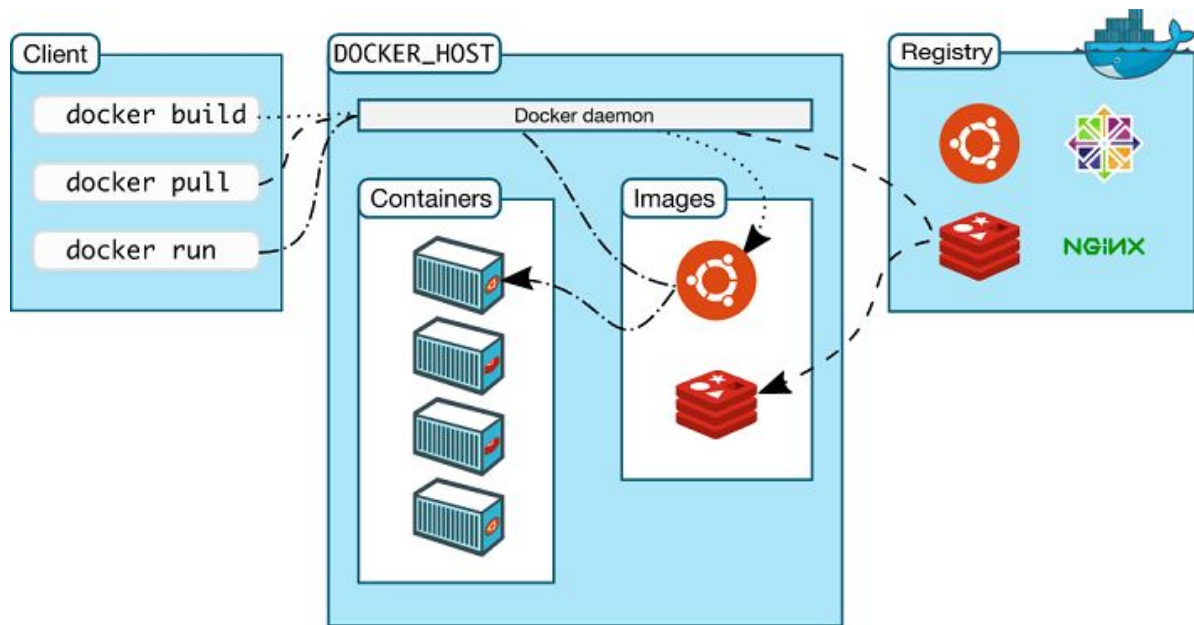 Client
docker build
docker pull
docker run
DOCKER_HOST
Docker daemon
Containers
Images
Registry
NGiNX